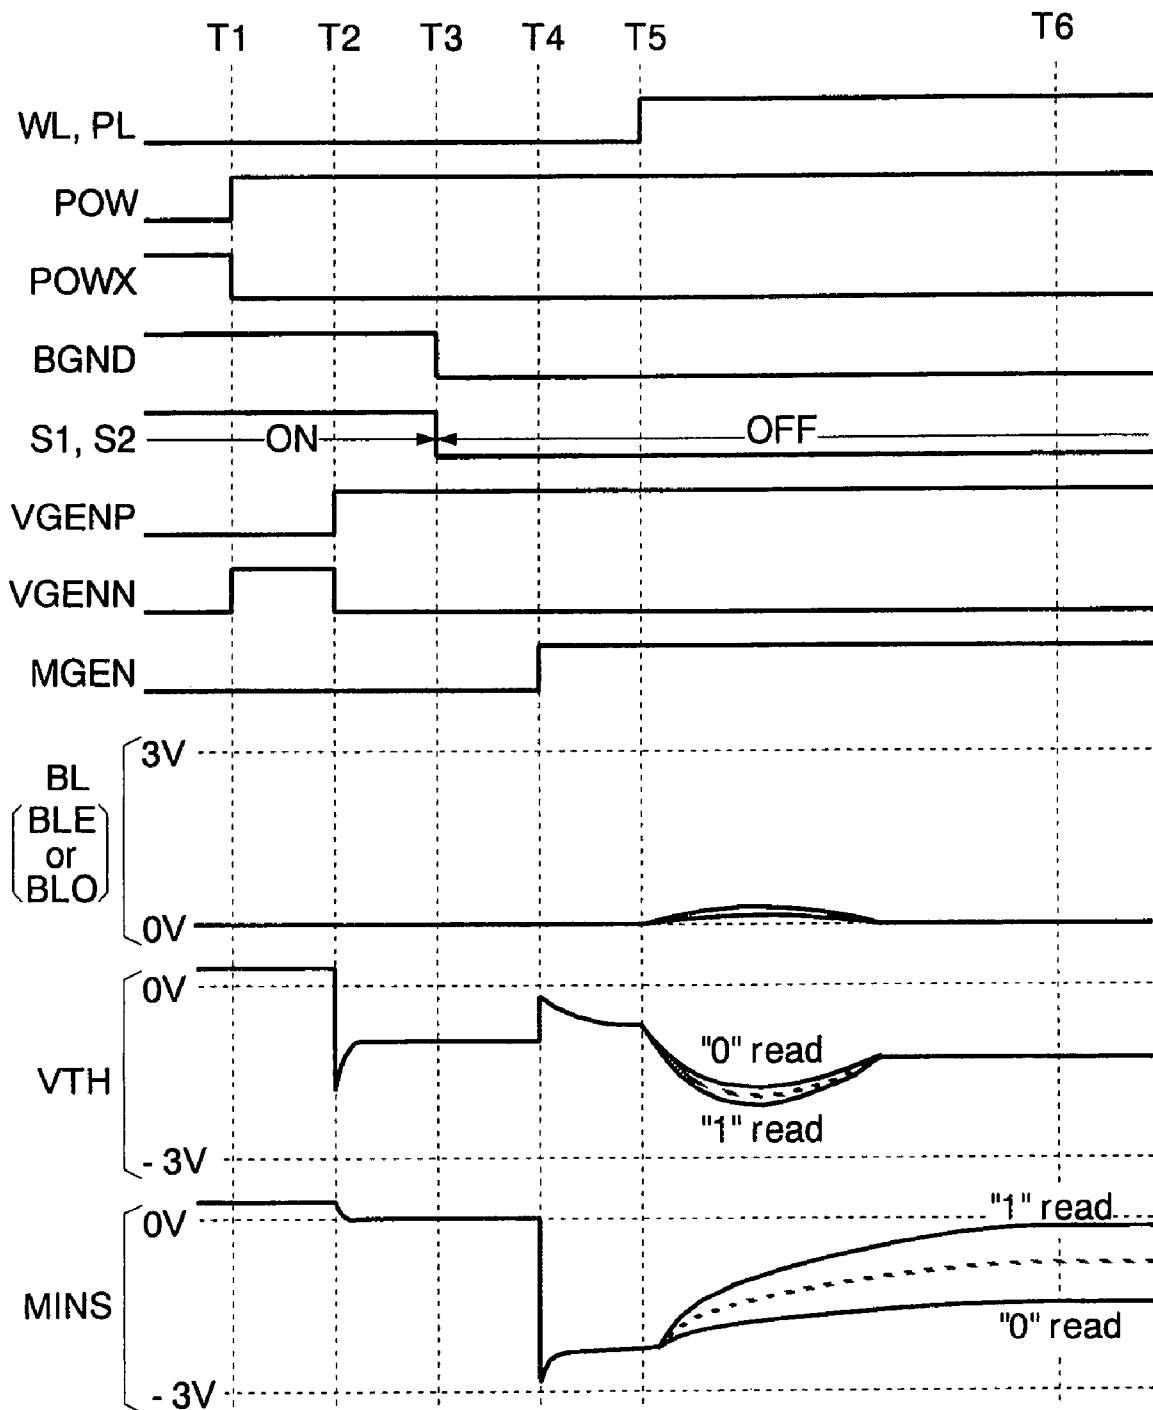 T1 T2 T3 T4 T5 T6
WL, PL
POW
POWX
BGND
S1, S2 ON OFF
VGENP
VGENN
MGEN
3V
BL
BLE
or
BLO
0V
0V
"0" read
VTH
"1" read
- 3V
"1" read
0V
MINS
"0" read
- 3V